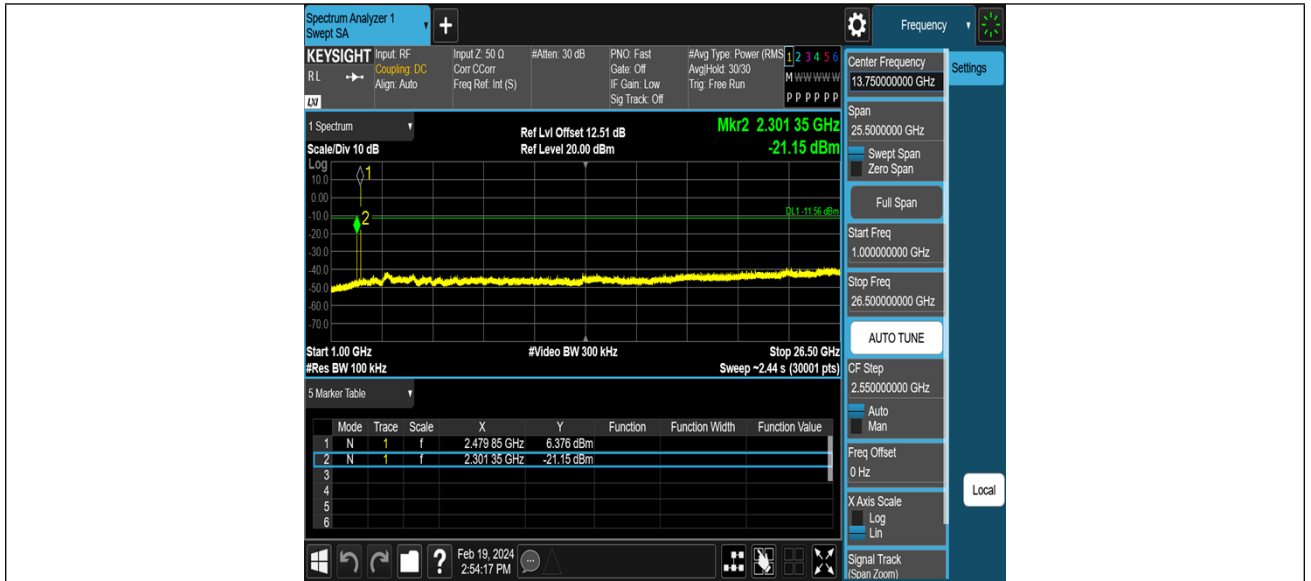 Spectrum Analyzer 1
Swept SA
+
Frequency
KEYSIGHT
RL
LXI
Input: RF
Coupling: DC
Align: Auto
Input Z: 50 Ω
Corr CCorr
Freq Ref: Int (S)
#Atten: 30 dB
PNO: Fast
Gate: Off
IF Gain: Low
Sig Track: Off
#Avg Type: Power (RMS
Avg|Hold: 30/30
Trig: Free Run
1 2 3 4 5 6
M W W W W W
P P P P P P
1 Spectrum
Scale/Div 10 dB
Ref Lvl Offset 12.51 dB
Ref Level 20.00 dBm
Mkr2 2.301 35 GHz
-21.15 dBm
Log
10.0
0.00
-10.0
-20.0
-30.0
-40.0
-50.0
-60.0
-70.0
1
2
DL1 -11.56 dBm
Start 1.00 GHz
#Res BW 100 kHz
#Video BW 300 kHz
Stop 26.50 GHz
Sweep ~2.44 s (30001 pts)
5 Marker Table
Mode Trace Scale X Y Function Function Width Function Value
1 N 1 f 2.479 85 GHz 6.376 dBm
2 N 1 f 2.301 35 GHz -21.15 dBm
3
4
5
6
?
Feb 19, 2024
2:54:17 PM
Center Frequency
13.750000000 GHz
Settings
Span
25.5000000 GHz
Swept Span
Zero Span
Full Span
Start Freq
1.000000000 GHz
Stop Freq
26.500000000 GHz
AUTO TUNE
CF Step
2.550000000 GHz
Auto
Man
Freq Offset
0 Hz
X Axis Scale
Log
Lin
Local
Signal Track
(Span Zoom)